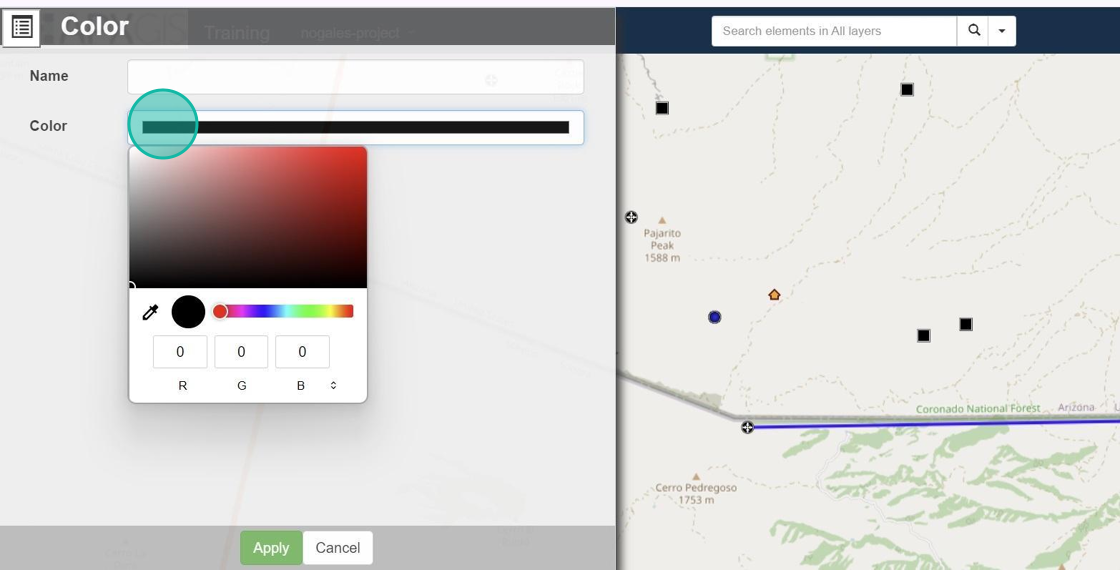 Color
Training
nogales-project
Search elements in All layers
Name
Color
0
0
0
R
G
B
Apply
Cancel
Pajarito
Peak
1588 m
Coronado National Forest
Arizona
Cerro Pedregoso
1753 m